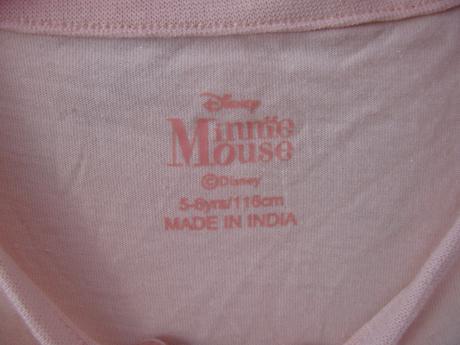 Disney
Minnie
Mouse
©Disney
5-6yrs/116cm
MADE IN INDIA